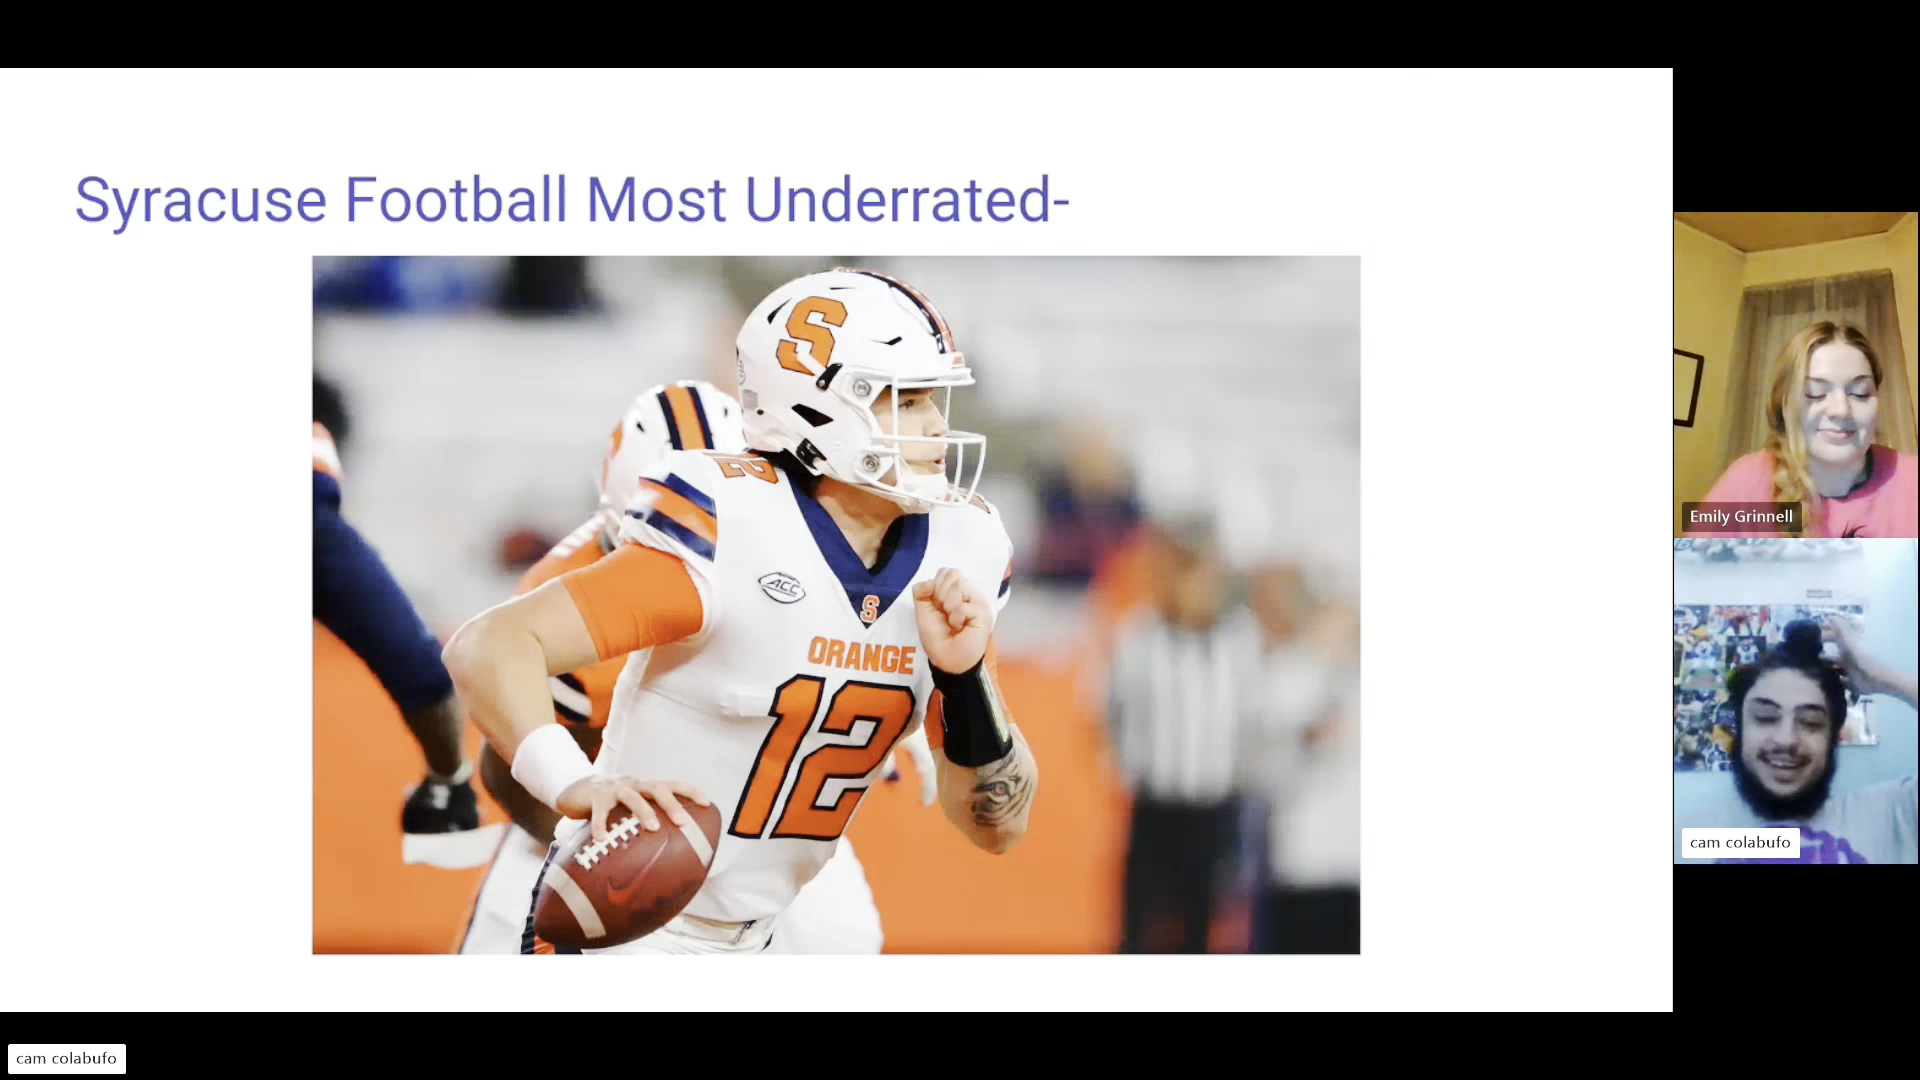 Syracuse Football Most Underrated-
S
12
ACC
S
ORANGE
12
Emily Grinnell
cam colabufo
cam colabufo